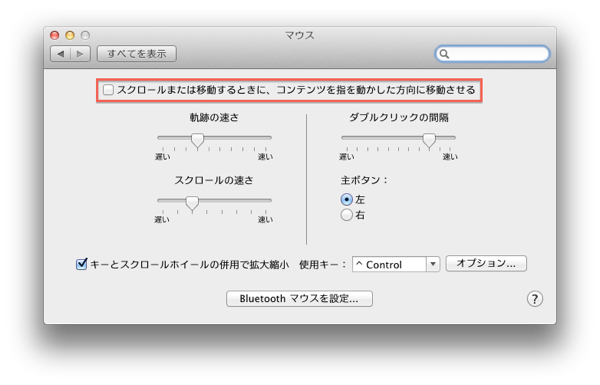 マウス
すべてを表示
スクロールまたは移動するときに、コンテンツを指を動かした方向に移動させる
軌跡の速さ
遅い 速い
スクロールの速さ
遅い 速い
ダブルクリックの間隔
遅い 速い
主ボタン：
左
右
キーとスクロールホイールの併用で拡大縮小 使用キー： ^ Control オプション...
Bluetooth マウスを設定...
?